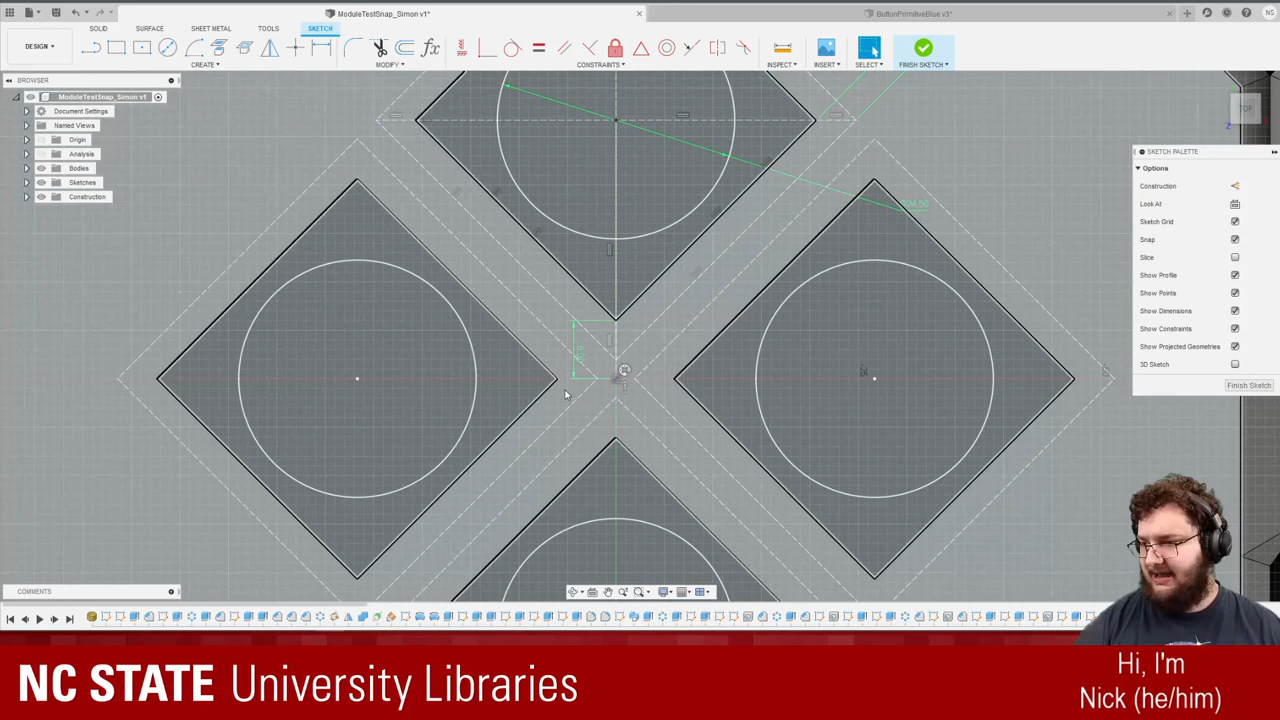 ModuleTestSnap_Simon v1*
ButtonPrimitiveBlue v3*
NS
DESIGN
SOLID
SURFACE
SHEET METAL
TOOLS
SKETCH
CREATE
MODIFY
CONSTRAINTS
INSPECT
INSERT
SELECT
FINISH SKETCH
BROWSER
ModuleTestSnap_Simon v1
Document Settings
Named Views
Origin
Analysis
Bodies
Sketches
Construction
TOP
Z
SKETCH PALETTE
Options
Construction
Look At
Sketch Grid
Snap
Slice
Show Profile
Show Points
Show Dimensions
Show Constraints
Show Projected Geometries
3D Sketch
Finish Sketch
COMMENTS
NC STATE University Libraries
Hi, I'm
Nick (he/him)